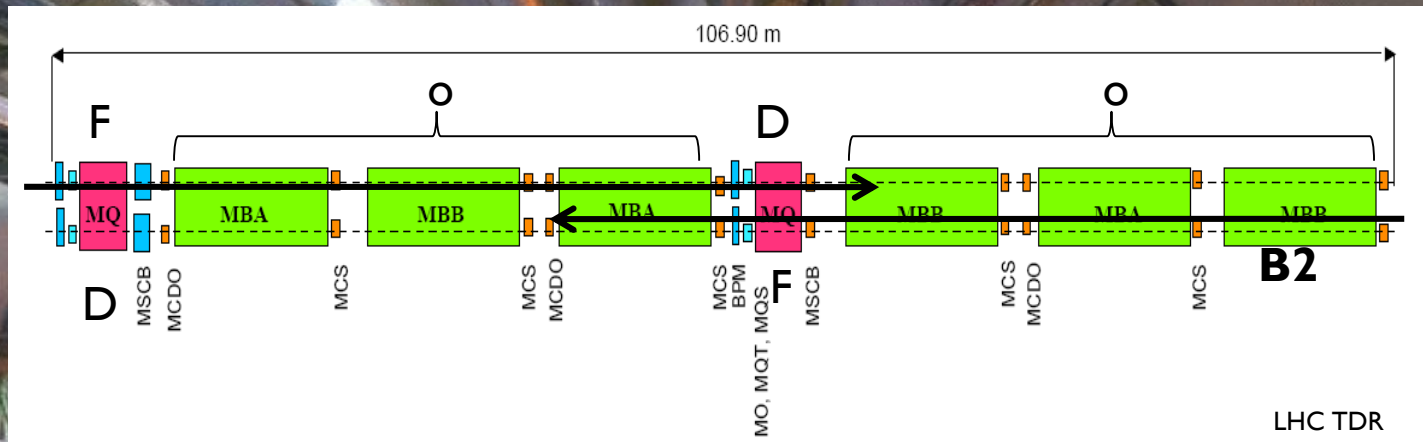 106.90 m
O O
F D
MQ MBA MBB MBA MQ MBB MBA MBB
B2
D MSCB MCDO MCS MCS MCDO MCS BPM F MSCB MCS MCDO MCS
MO, MQT, MQS
LHC TDR